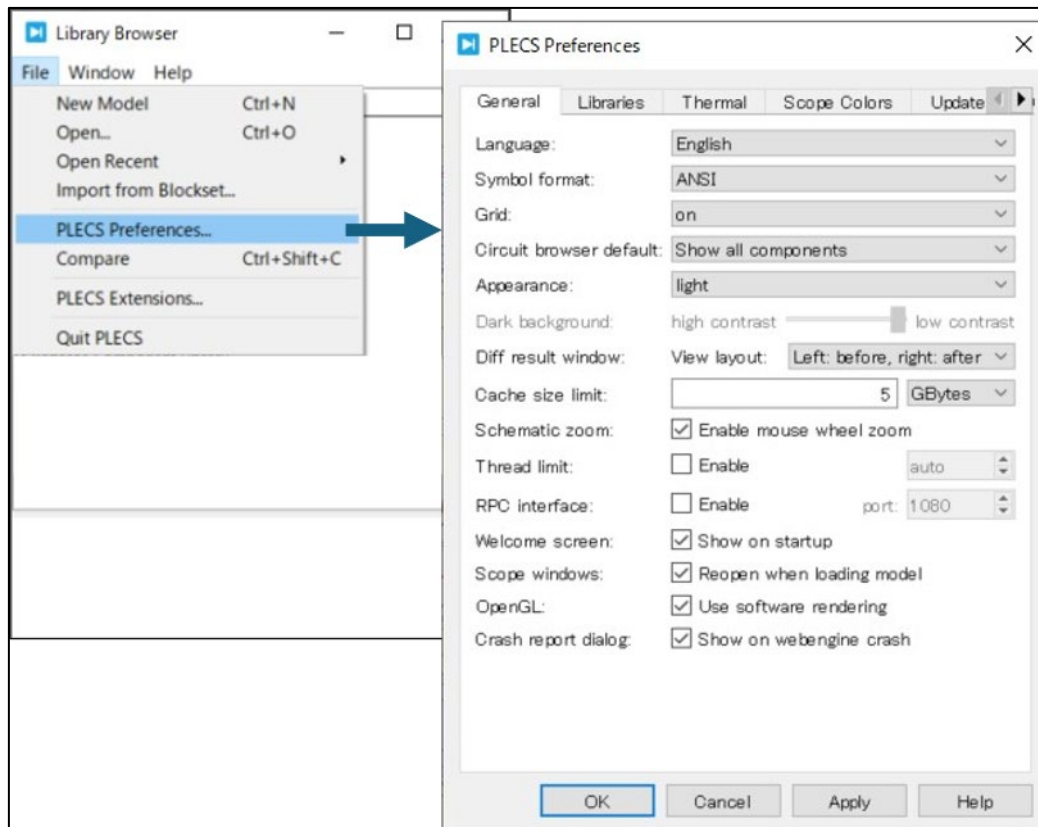 Library Browser
File Window Help
New Model Ctrl+N
Open... Ctrl+O
Open Recent
Import from Blockset...
PLECS Preferences...
Compare Ctrl+Shift+C
PLECS Extensions...
Quit PLECS
PLECS Preferences
General Libraries Thermal Scope Colors Update
Language: English
Symbol format: ANSI
Grid: on
Circuit browser default: Show all components
Appearance: light
Dark background: high contrast low contrast
Diff result window: View layout: Left: before, right: after
Cache size limit: 5 GBytes
Schematic zoom: Enable mouse wheel zoom
Thread limit: Enable auto
RPC interface: Enable port: 1080
Welcome screen: Show on startup
Scope windows: Reopen when loading model
OpenGL: Use software rendering
Crash report dialog: Show on webengine crash
OK Cancel Apply Help